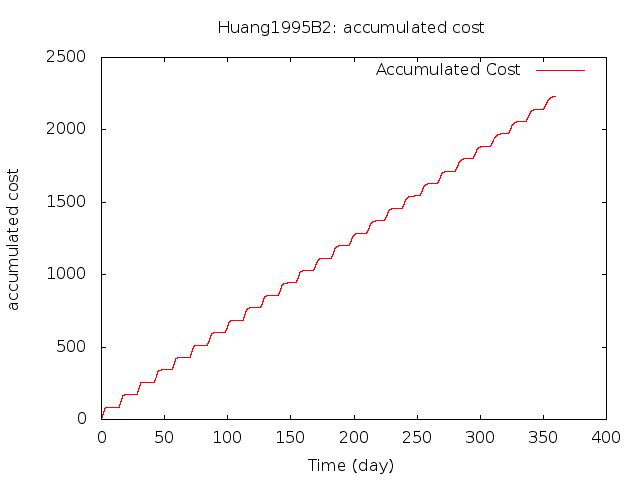 Huang1995B2: accumulated cost
Accumulated Cost
accumulated cost
2500
2000
1500
1000
500
0
0 50 100 150 200 250 300 350 400
Time (day)